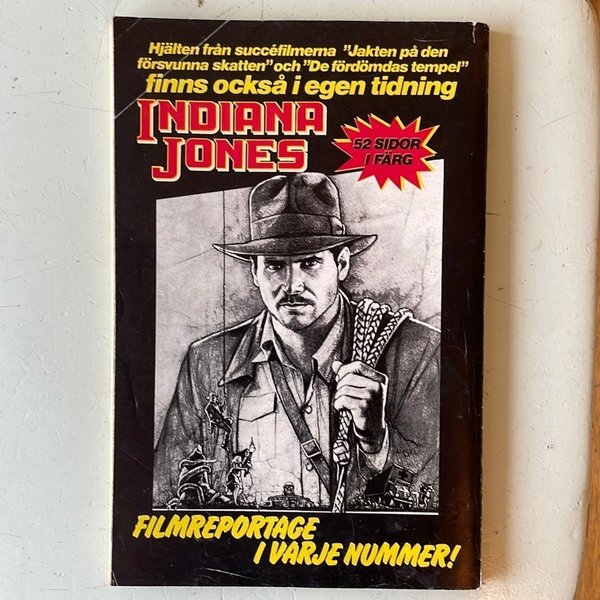 Hjälten från succéfilmerna "Jakten på den
försvunna skatten" och "De fördömdas tempel"
finns också i egen tidning
INDIANA
JONES
52 SIDOR
I FÄRG
FILMREPORTAGE
I VARJE NUMMER!